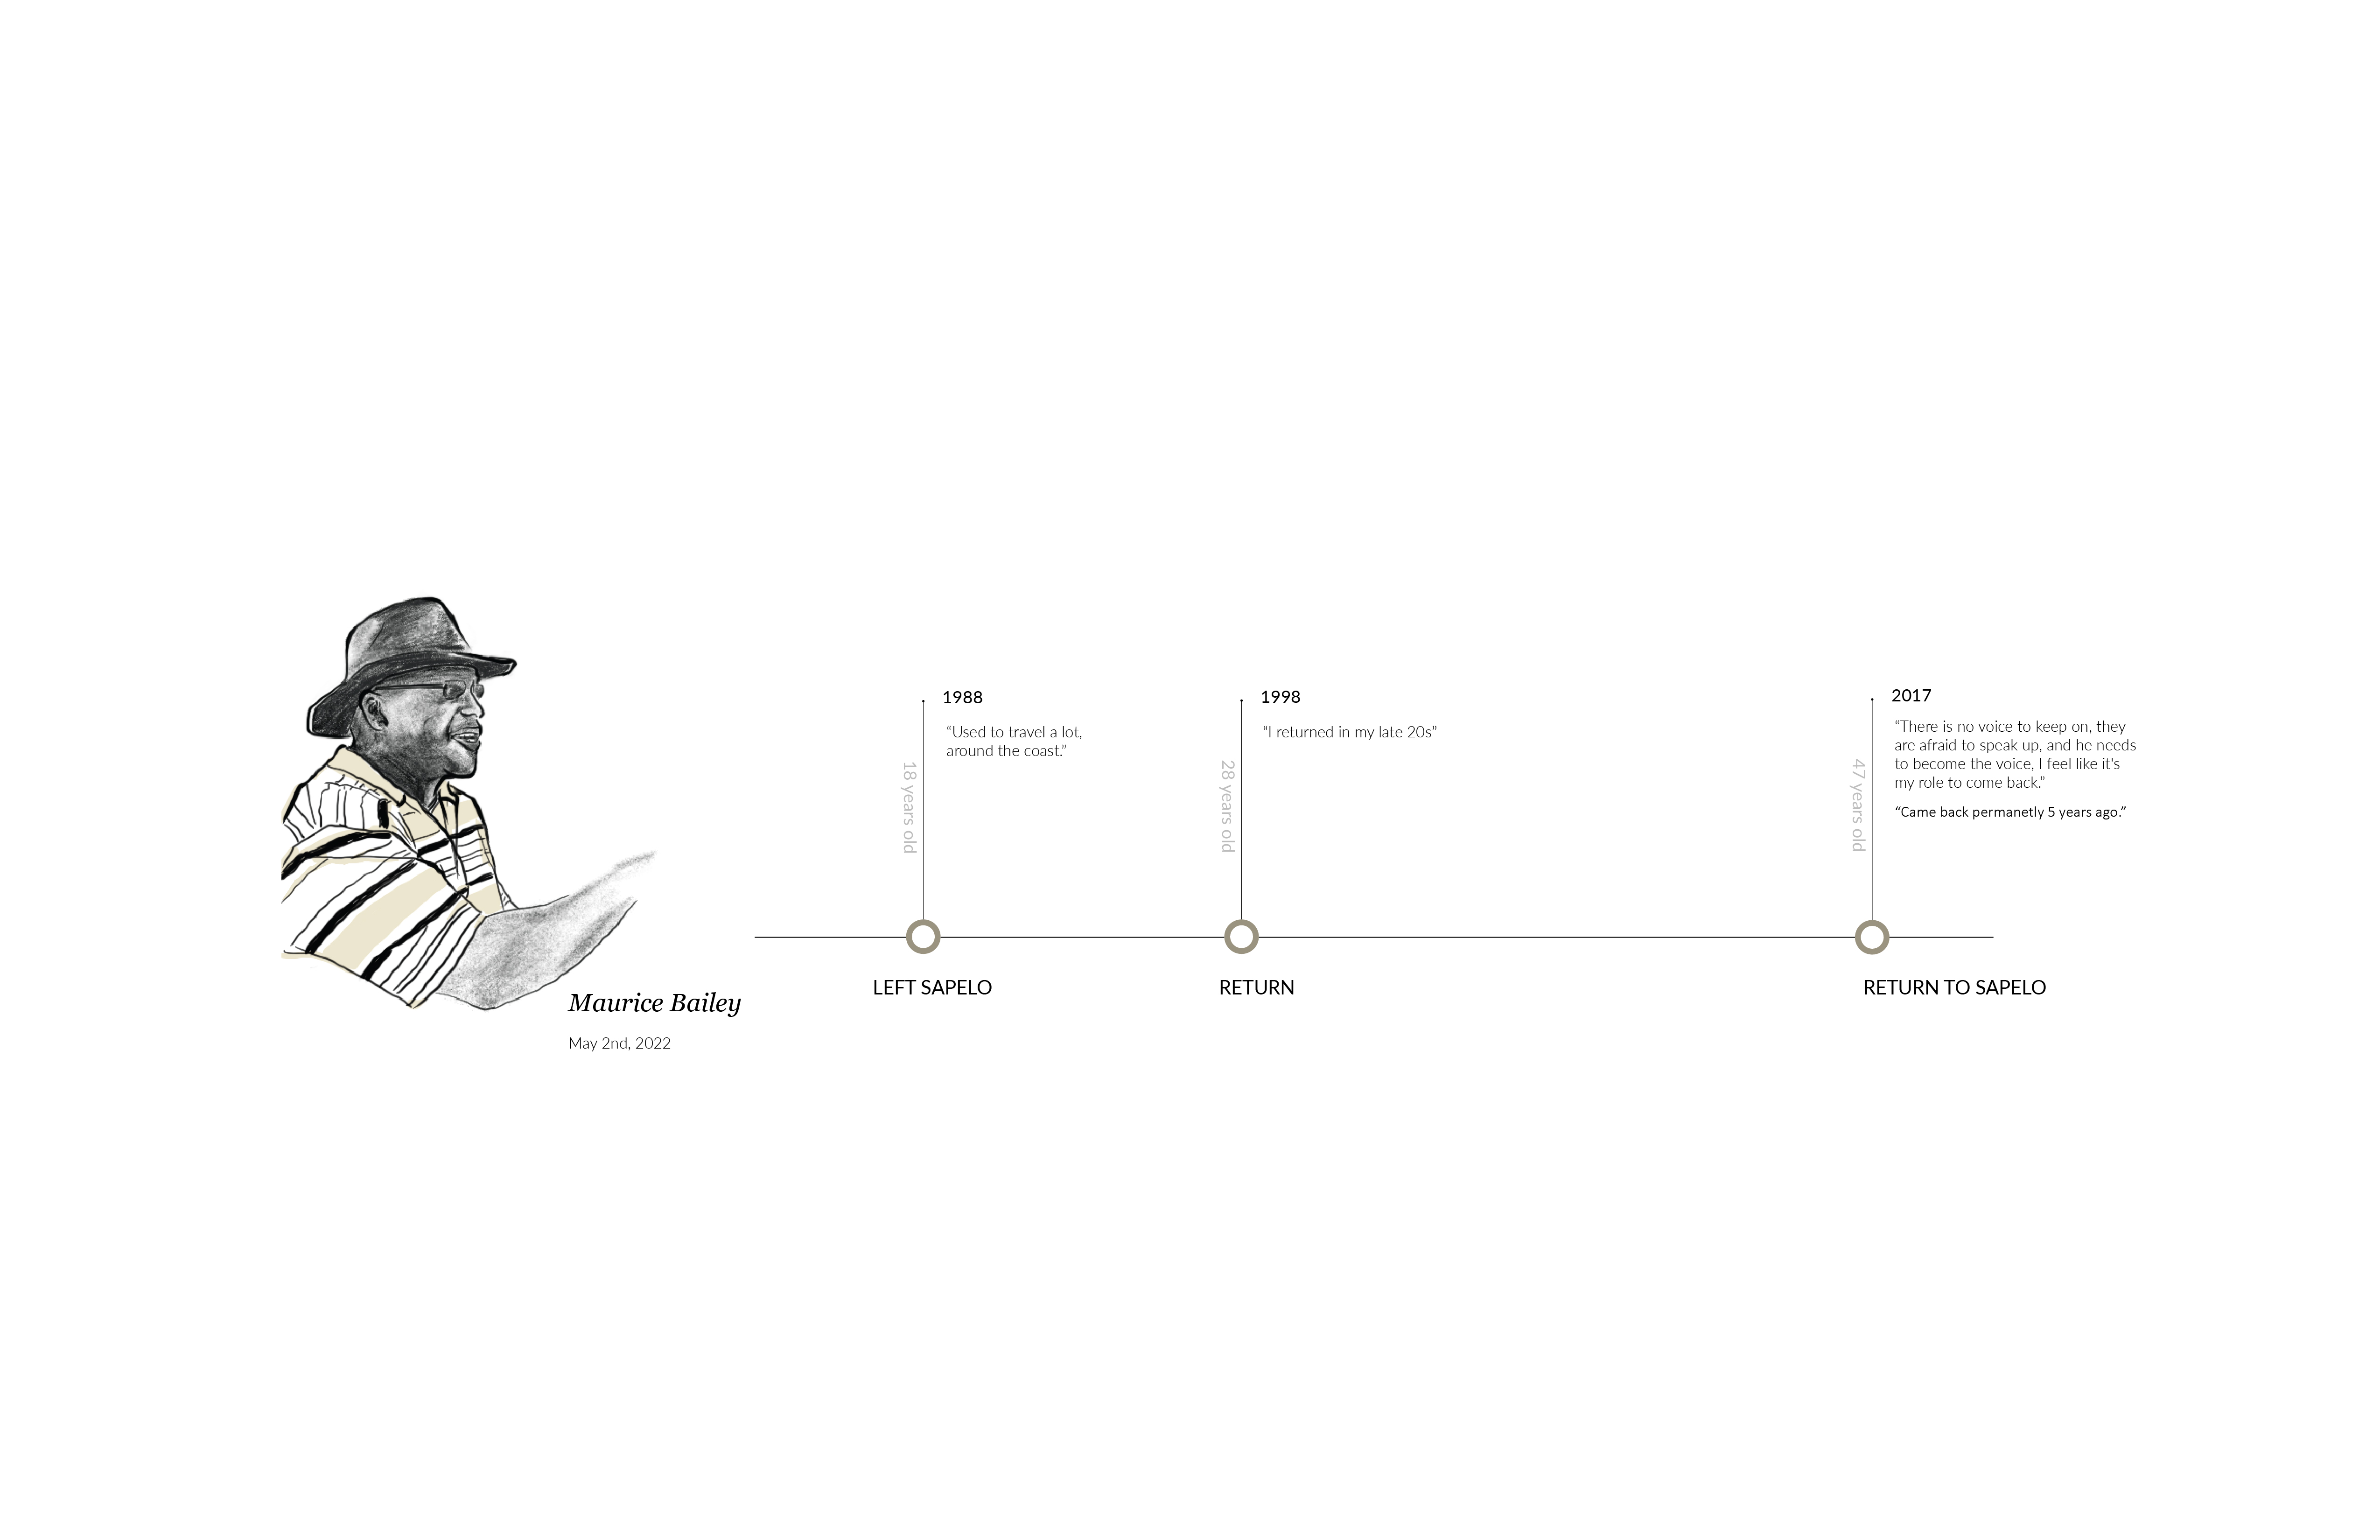 Maurice Bailey
May 2nd, 2022
1988
“Used to travel a lot,
around the coast.”
18 years old
LEFT SAPELO
1998
“I returned in my late 20s”
28 years old
RETURN
2017
“There is no voice to keep on, they
are afraid to speak up, and he needs
to become the voice, I feel like it's
my role to come back.”
“Came back permanetly 5 years ago.”
47 years old
RETURN TO SAPELO